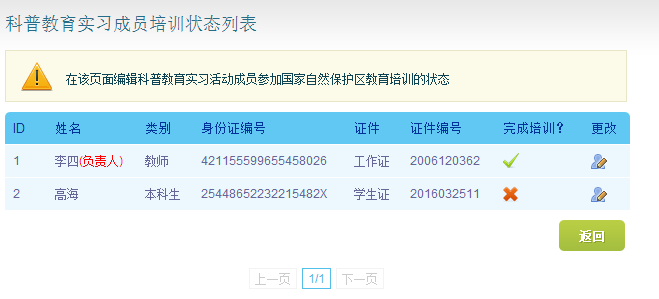 科普教育实习成员培训状态列表
在该页面编辑科普教育实习活动成员参加国家自然保护区教育培训的状态
ID 姓名 类别 身份证编号 证件 证件编号 完成培训? 更改
1 李四(负责人) 教师 421155599655458026 工作证 2006120362
2 高海 本科生 25448652232215482X 学生证 2016032511
返回
上一页 1/1 下一页